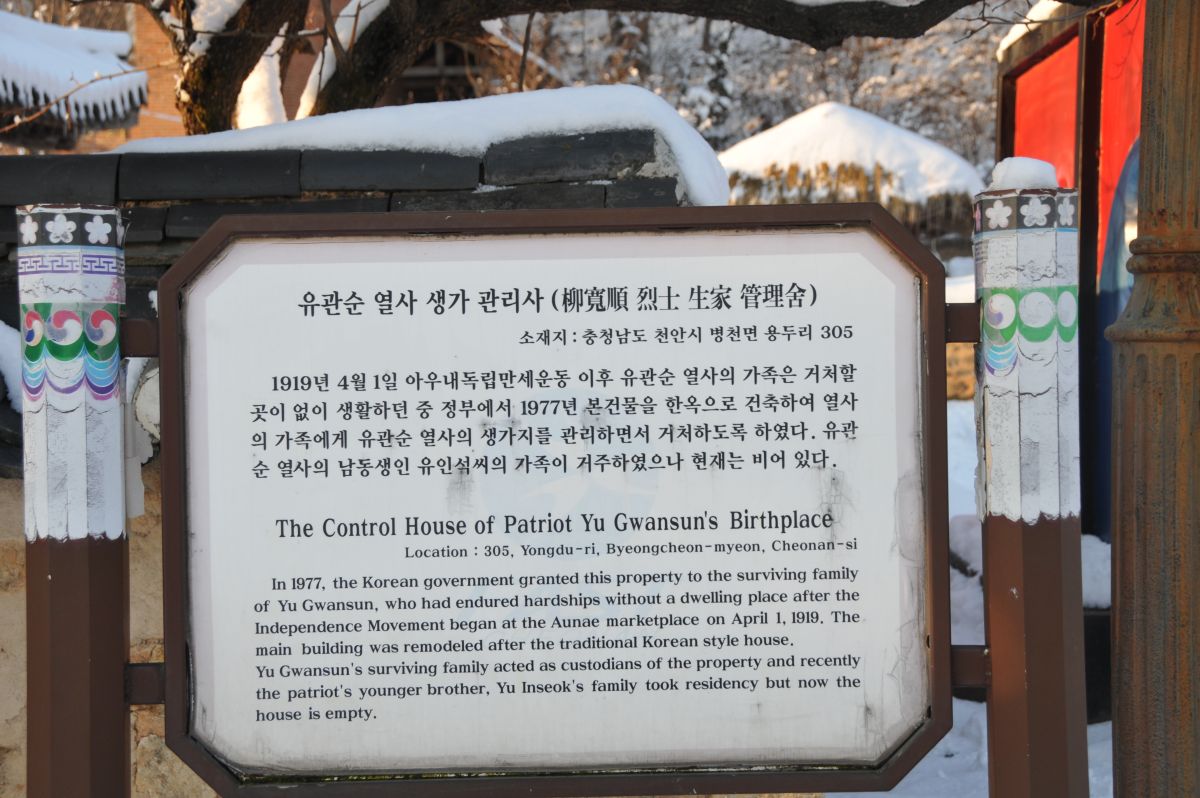 유관순 열사 생가 관리사 (柳寬順 烈士 生家 管理舍)
소재지 : 충청남도 천안시 병천면 용두리 305
1919년 4월 1일 아우내독립만세운동 이후 유관순 열사의 가족은 거처할
곳이 없이 생활하던 중 정부에서 1977년 본건물을 한옥으로 건축하여 열사
의 가족에게 유관순 열사의 생가지를 관리하면서 거처하도록 하였다. 유관
순 열사의 남동생인 유인석씨의 가족이 거주하였으나 현재는 비어 있다.
The Control House of Patriot Yu Gwansun's Birthplace
Location : 305, Yongdu-ri, Byeongcheon-myeon, Cheonan-si
In 1977, the Korean government granted this property to the surviving family
of Yu Gwansun, who had endured hardships without a dwelling place after the
Independence Movement began at the Aunae marketplace on April 1, 1919. The
main building was remodeled after the traditional Korean style house.
Yu Gwansun's surviving family acted as custodians of the property and recently
the patriot's younger brother, Yu Inseok's family took residency but now the
house is empty.